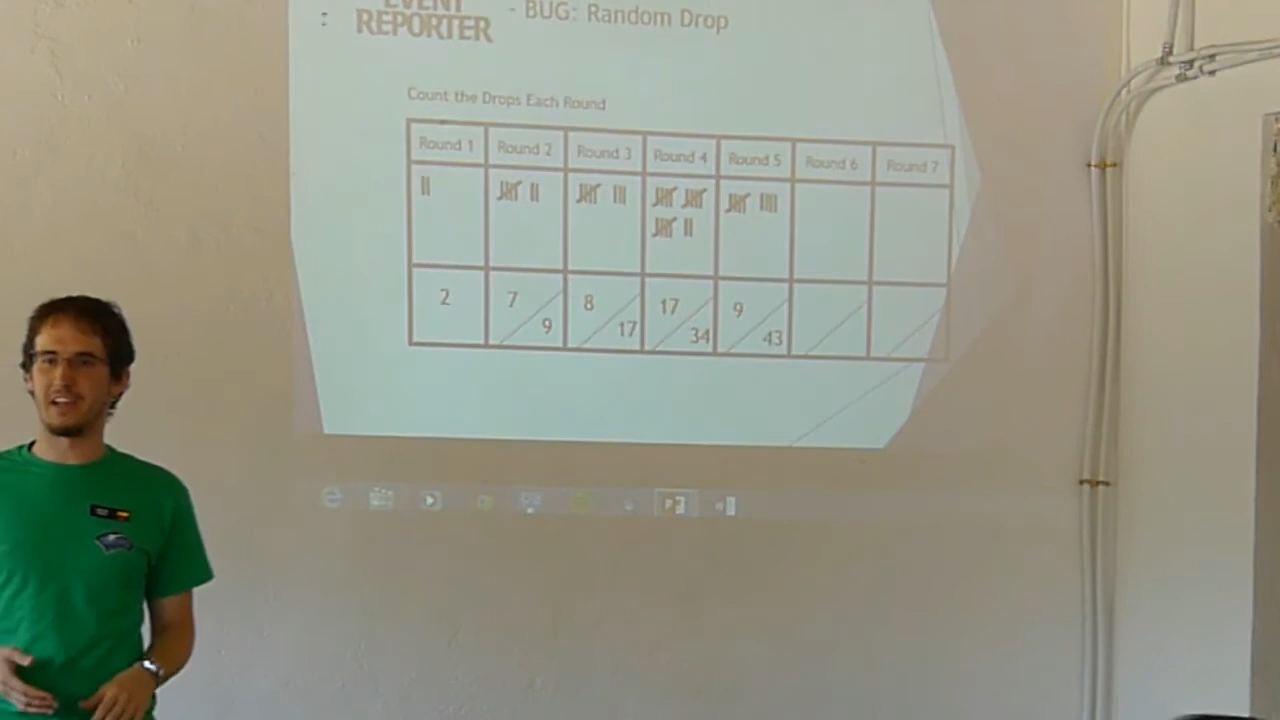 EVENT
REPORTER
- BUG: Random Drop
Count the Drops Each Round
Round 1 Round 2 Round 3 Round 4 Round 5 Round 6 Round 7
2 7 8 17 9
9 17 34 43